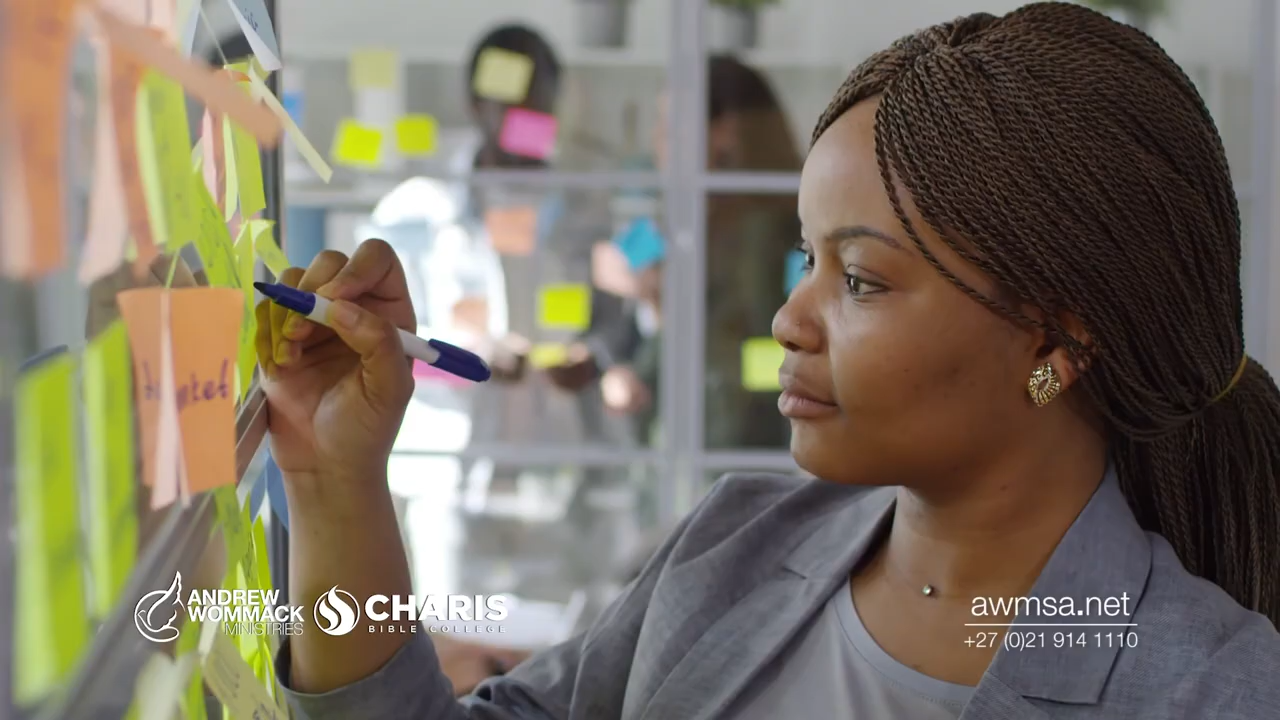 ANDREW
WOMMACK
MINISTRIES
CHARIS
BIBLE COLLEGE
awmsa.net
+27 (0)21 914 1110